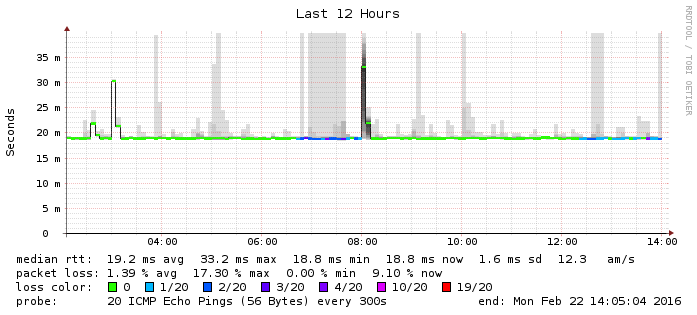 Last 12 Hours
RRDTOOL / TOBI OETIKER
Seconds
35 m
30 m
25 m
20 m
15 m
10 m
5 m
0
04:00 06:00 08:00 10:00 12:00 14:00
median rtt: 19.2 ms avg 33.2 ms max 18.8 ms min 18.8 ms now 1.6 ms sd 12.3 am/s
packet loss: 1.39 % avg 17.30 % max 0.00 % min 9.10 % now
loss color: 0 1/20 2/20 3/20 4/20 10/20 19/20
probe: 20 ICMP Echo Pings (56 Bytes) every 300s end: Mon Feb 22 14:05:04 2016